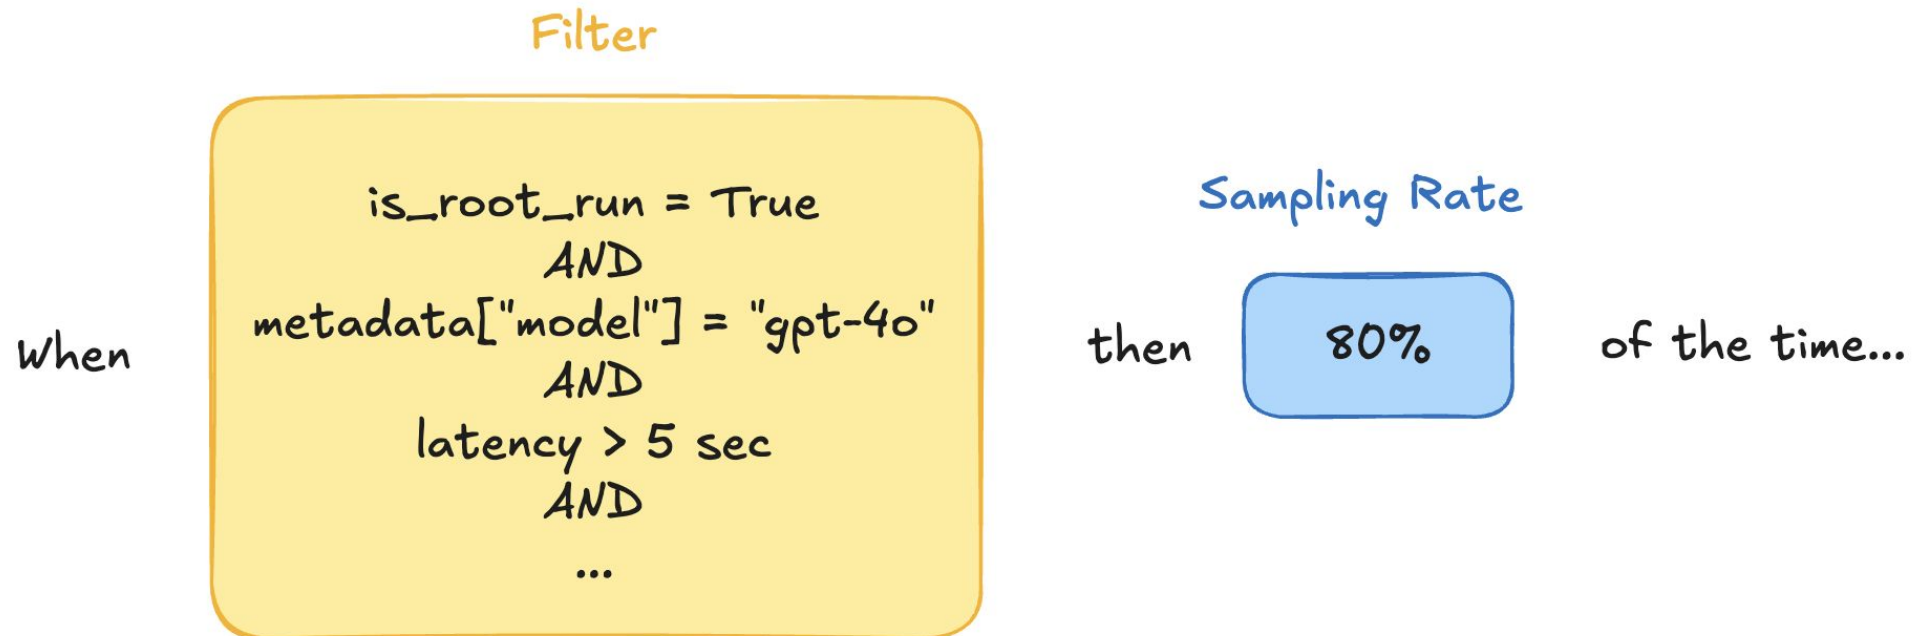 Filter
is_root_run = True
AND
metadata["model"] = "gpt-4o"
AND
latency > 5 sec
AND
...
When
Sampling Rate
then
80%
of the time...